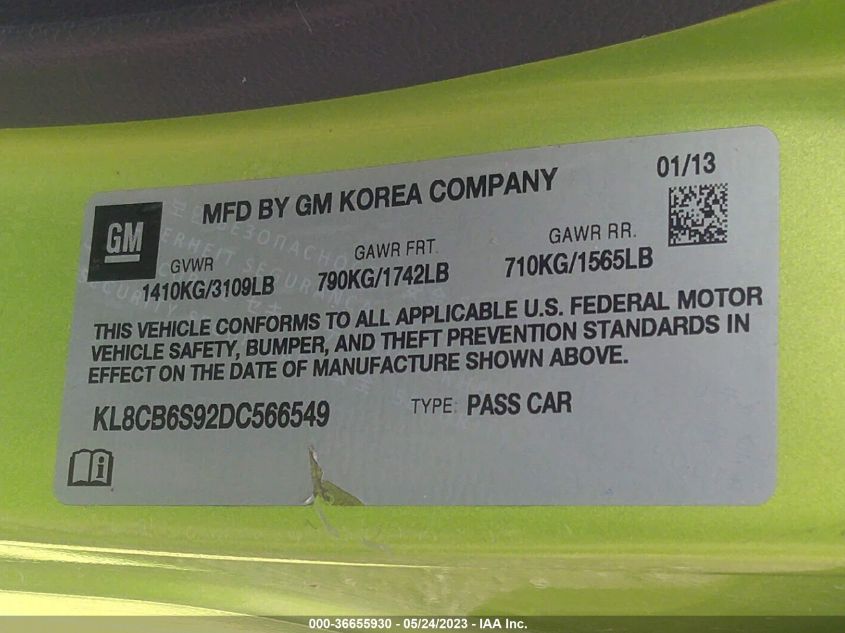 MFD BY GM KOREA COMPANY
01/13
GM
GVWR
1410KG/3109LB
GAWR FRT.
790KG/1742LB
GAWR RR.
710KG/1565LB
THIS VEHICLE CONFORMS TO ALL APPLICABLE U.S. FEDERAL MOTOR
VEHICLE SAFETY, BUMPER, AND THEFT PREVENTION STANDARDS IN
EFFECT ON THE DATE OF MANUFACTURE SHOWN ABOVE.
KL8CB6S92DC566549
TYPE: PASS CAR
000-36655930 - 05/24/2023 - IAA Inc.